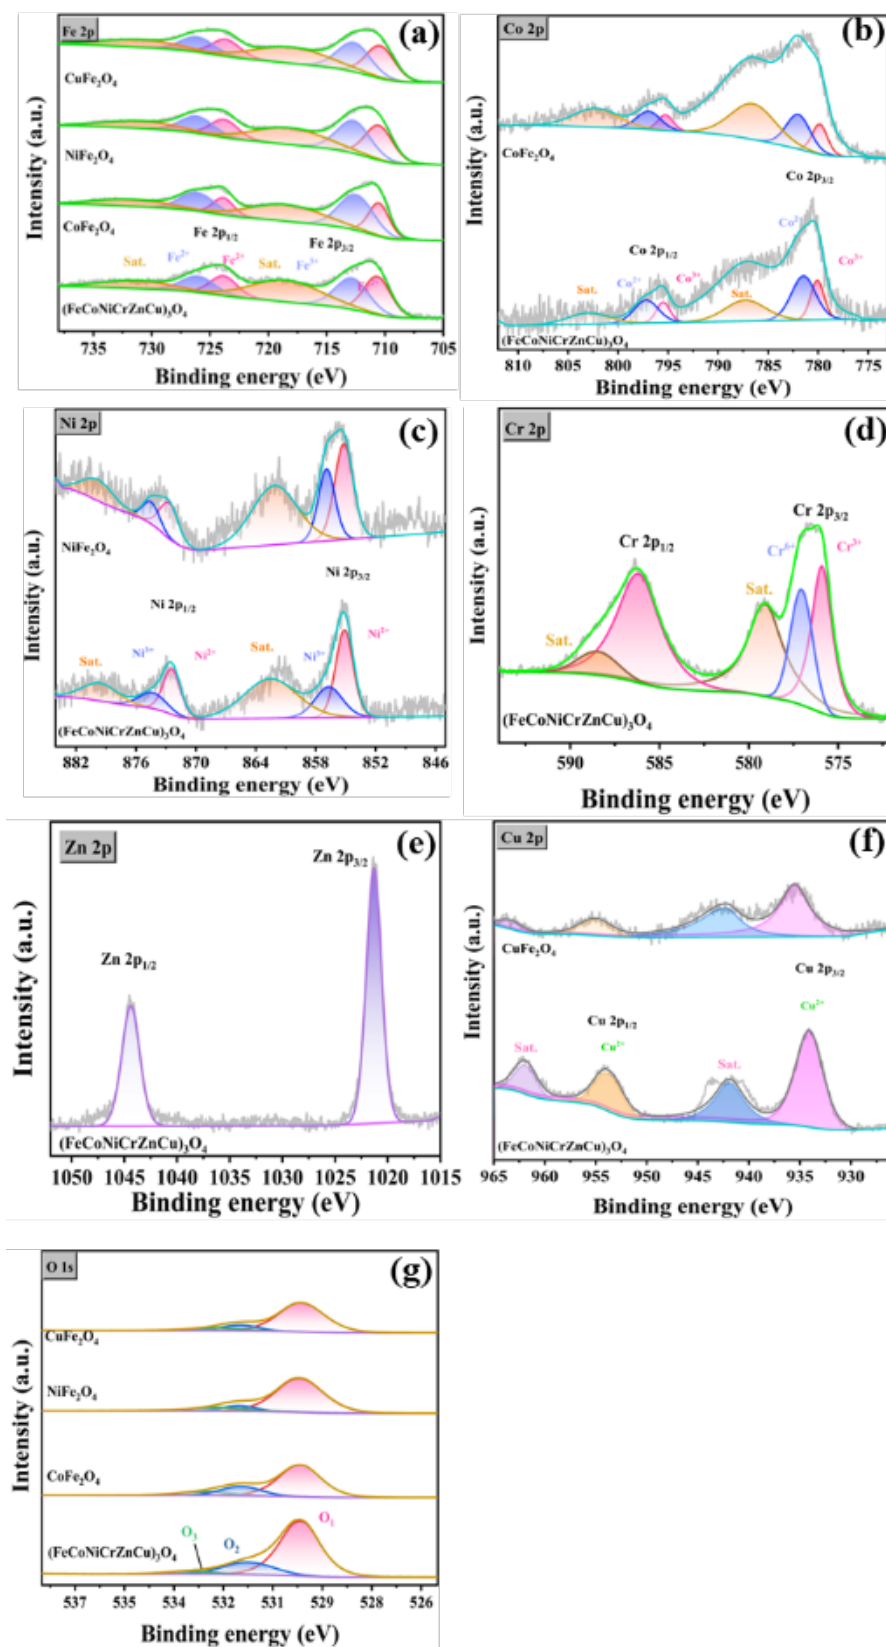 Fe 2p
(a)
CuFe₂O₄
NiFe₂O₄
CoFe₂O₄
Fe 2p₁/₂
Fe 2p₃/₂
Sat.
Fe³⁺
Fe²⁺
Sat.
Fe³⁺
(FeCoNiCrZnCu)₃O₄
735 730 725 720 715 710 705
Binding energy (eV)
Intensity (a.u.)
Co 2p
(b)
CoFe₂O₄
Co 2p₃/₂
Co 2p₁/₂
Sat.
Co²⁺
Co³⁺
Sat.
Co²⁺
Co³⁺
(FeCoNiCrZnCu)₃O₄
810 805 800 795 790 785 780 775
Binding energy (eV)
Intensity (a.u.)
Ni 2p
(c)
NiFe₂O₄
Ni 2p₃/₂
Ni 2p₁/₂
Sat.
Ni³⁺
Ni²⁺
Sat.
Ni³⁺
Ni²⁺
(FeCoNiCrZnCu)₃O₄
882 876 870 864 858 852 846
Binding energy (eV)
Intensity (a.u.)
Cr 2p
(d)
Cr 2p₃/₂
Cr 2p₁/₂
Cr⁶⁺
Cr³⁺
Sat.
Sat.
(FeCoNiCrZnCu)₃O₄
590 585 580 575
Binding energy (eV)
Intensity (a.u.)
Zn 2p
(e)
Zn 2p₃/₂
Zn 2p₁/₂
(FeCoNiCrZnCu)₃O₄
1050 1045 1040 1035 1030 1025 1020 1015
Binding energy (eV)
Intensity (a.u.)
Cu 2p
(f)
CuFe₂O₄
Cu 2p₃/₂
Cu²⁺
Cu 2p₁/₂
Sat.
Cu²⁺
Sat.
(FeCoNiCrZnCu)₃O₄
965 960 955 950 945 940 935 930
Binding energy (eV)
Intensity (a.u.)
O 1s
(g)
CuFe₂O₄
NiFe₂O₄
CoFe₂O₄
O₃
O₂
O₁
(FeCoNiCrZnCu)₃O₄
537 535 534 532 531 529 528 526
Binding energy (eV)
Intensity (a.u.)